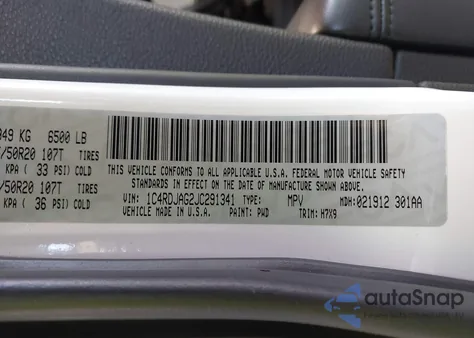 949 KG 6500 LB
/50R20 107T TIRES
KPA ( 33 PSI) COLD
/50R20 107T TIRES
KPA ( 36 PSI) COLD
THIS VEHICLE CONFORMS TO ALL APPLICABLE U.S.A. FEDERAL MOTOR VEHICLE SAFETY
STANDARDS IN EFFECT ON THE DATE OF MANUFACTURE SHOWN ABOVE.
VIN: 1C4RDJAG2JC291341 TYPE: MPV MDH: 021912 301AA
VEHICLE MADE IN U.S.A. PAINT: PWD TRIM: H7X9
autoSnap